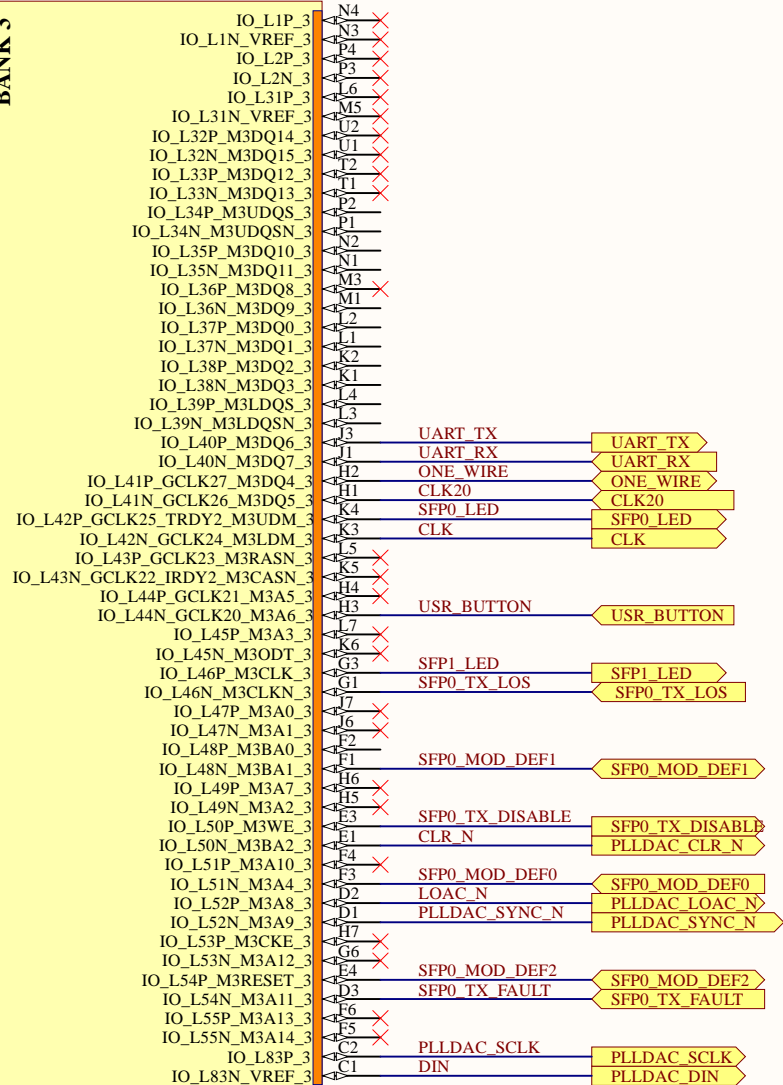 BANK 3
IO_L1P_3 N4
IO_L1N_VREF_3 N3
IO_L2P_3 P4
IO_L2N_3 P3
IO_L31P_3 L6
IO_L31N_VREF_3 M5
IO_L32P_M3DQ14_3 U2
IO_L32N_M3DQ15_3 U1
IO_L33P_M3DQ12_3 T2
IO_L33N_M3DQ13_3 T1
IO_L34P_M3UDQS_3 P2
IO_L34N_M3UDQSN_3 P1
IO_L35P_M3DQ10_3 N2
IO_L35N_M3DQ11_3 N1
IO_L36P_M3DQ8_3 M3
IO_L36N_M3DQ9_3 M1
IO_L37P_M3DQ0_3 L2
IO_L37N_M3DQ1_3 L1
IO_L38P_M3DQ2_3 K2
IO_L38N_M3DQ3_3 K1
IO_L39P_M3LDQS_3 L4
IO_L39N_M3LDQSN_3 L3
IO_L40P_M3DQ6_3 J3 UART_TX UART_TX
IO_L40N_M3DQ7_3 J1 UART_RX UART_RX
IO_L41P_GCLK27_M3DQ4_3 H2 ONE_WIRE ONE_WIRE
IO_L41N_GCLK26_M3DQ5_3 H1 CLK20 CLK20
IO_L42P_GCLK25_TRDY2_M3UDM_3 K4 SFP0_LED SFP0_LED
IO_L42N_GCLK24_M3LDM_3 K3 CLK CLK
IO_L43P_GCLK23_M3RASN_3 L5
IO_L43N_GCLK22_IRDY2_M3CASN_3 K5
IO_L44P_GCLK21_M3A5_3 H4
IO_L44N_GCLK20_M3A6_3 H3 USR_BUTTON USR_BUTTON
IO_L45P_M3A3_3 L7
IO_L45N_M3ODT_3 K6
IO_L46P_M3CLK_3 G3 SFP1_LED SFP1_LED
IO_L46N_M3CLKN_3 G1 SFP0_TX_LOS SFP0_TX_LOS
IO_L47P_M3A0_3 J7
IO_L47N_M3A1_3 J6
IO_L48P_M3BA0_3 F2
IO_L48N_M3BA1_3 F1 SFP0_MOD_DEF1 SFP0_MOD_DEF1
IO_L49P_M3A7_3 H6
IO_L49N_M3A2_3 H5
IO_L50P_M3WE_3 E3 SFP0_TX_DISABLE SFP0_TX_DISABLE
IO_L50N_M3BA2_3 E1 CLR_N PLLDAC_CLR_N
IO_L51P_M3A10_3 F4
IO_L51N_M3A4_3 F3 SFP0_MOD_DEF0 SFP0_MOD_DEF0
IO_L52P_M3A8_3 D2 LOAC_N PLLDAC_LOAC_N
IO_L52N_M3A9_3 D1 PLLDAC_SYNC_N PLLDAC_SYNC_N
IO_L53P_M3CKE_3 H7
IO_L53N_M3A12_3 G6
IO_L54P_M3RESET_3 E4 SFP0_MOD_DEF2 SFP0_MOD_DEF2
IO_L54N_M3A11_3 D3 SFP0_TX_FAULT SFP0_TX_FAULT
IO_L55P_M3A13_3 F6
IO_L55N_M3A14_3 F5
IO_L83P_3 C2 PLLDAC_SCLK PLLDAC_SCLK
IO_L83N_VREF_3 C1 DIN PLLDAC_DIN